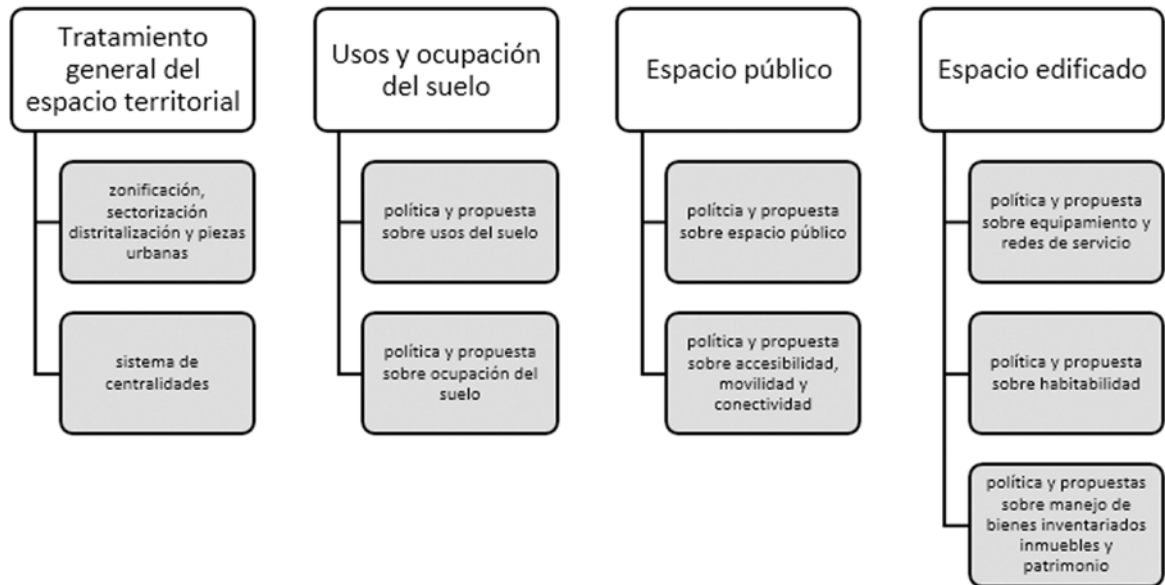 Tratamiento
general del
espacio territorial
zonificación,
sectorización
distritalización y piezas
urbanas
sistema de
centralidades
Usos y ocupación
del suelo
política y propuesta
sobre usos del suelo
política y propuesta
sobre ocupación del
suelo
Espacio público
polítcia y propuesta
sobre espacio público
política y propuesta
sobre accesibilidad,
movilidad y
conectividad
Espacio edificado
política y propuesta
sobre equipamiento y
redes de servicio
política y propuesta
sobre habitabilidad
política y propuestas
sobre manejo de
bienes inventariados
inmuebles y
patrimonio